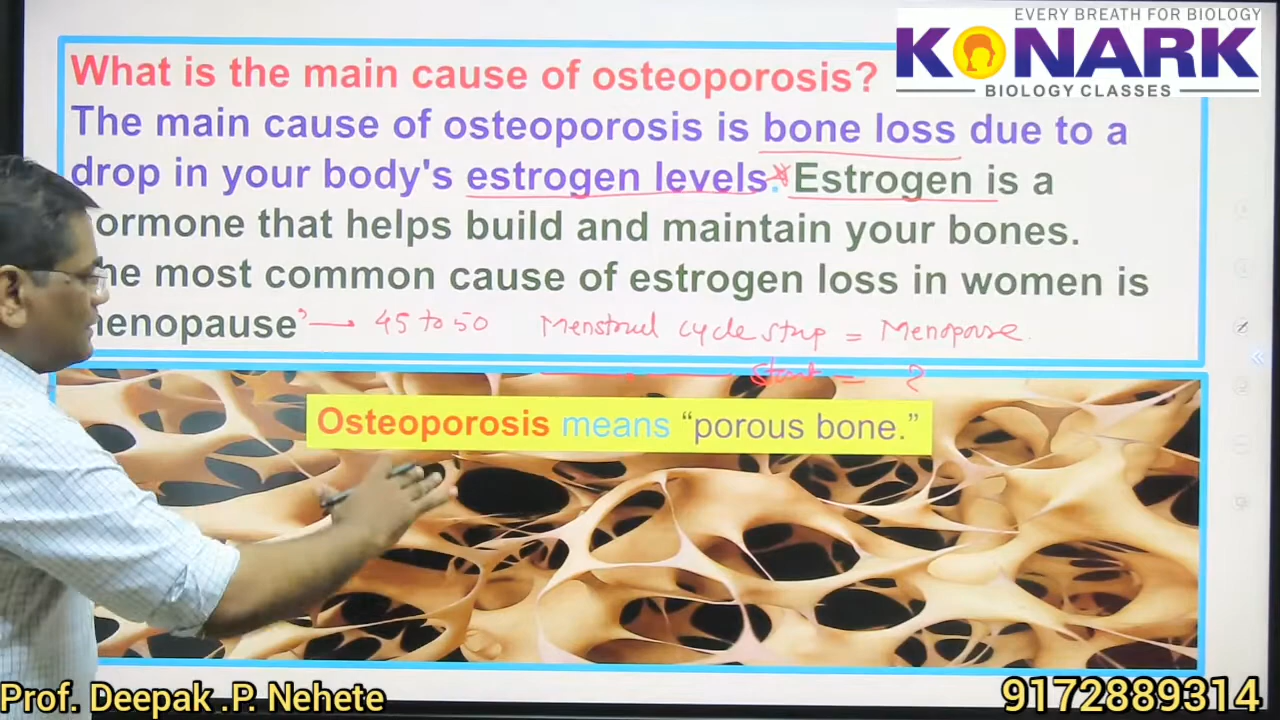 EVERY BREATH FOR BIOLOGY
KONARK
BIOLOGY CLASSES
What is the main cause of osteoporosis?
The main cause of osteoporosis is bone loss due to a
drop in your body's estrogen levels. Estrogen is a
ormone that helps build and maintain your bones.
he most common cause of estrogen loss in women is
enopause → 45 to 50 Menstrual cycle stop = Menopause
start = ?
Osteoporosis means “porous bone.”
Prof. Deepak .P. Nehete
9172889314